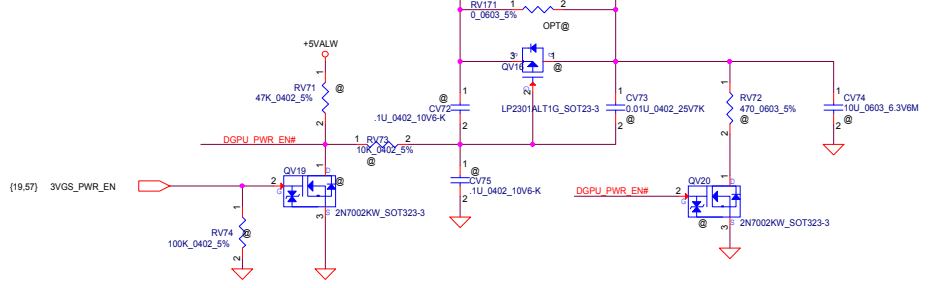 RV171
1 2
0_0603_5%
OPT@
+5VALW
1
RV71 @
47K_0402_5%
2
3 S 1
QV16 @
2
LP2301ALT1G_SOT23-3
@
1
CV72
.1U_0402_10V6-K
2
1
CV73
0.01U_0402_25V7K
@
2
1
RV72
470_0603_5%
@
2
1
CV74
10U_0603_6.3V6M
@
2
DGPU_PWR_EN#
1 RV73 2
10K_0402_5%
@
1
@
CV75
.1U_0402_10V6-K
2
{19,57} 3VGS_PWR_EN
QV19
1 D
@
2
G
3 S
2N7002KW_SOT323-3
1
RV74 @
100K_0402_5%
2
DGPU_PWR_EN#
QV20
1 D
2
G
@
3 S
2N7002KW_SOT323-3